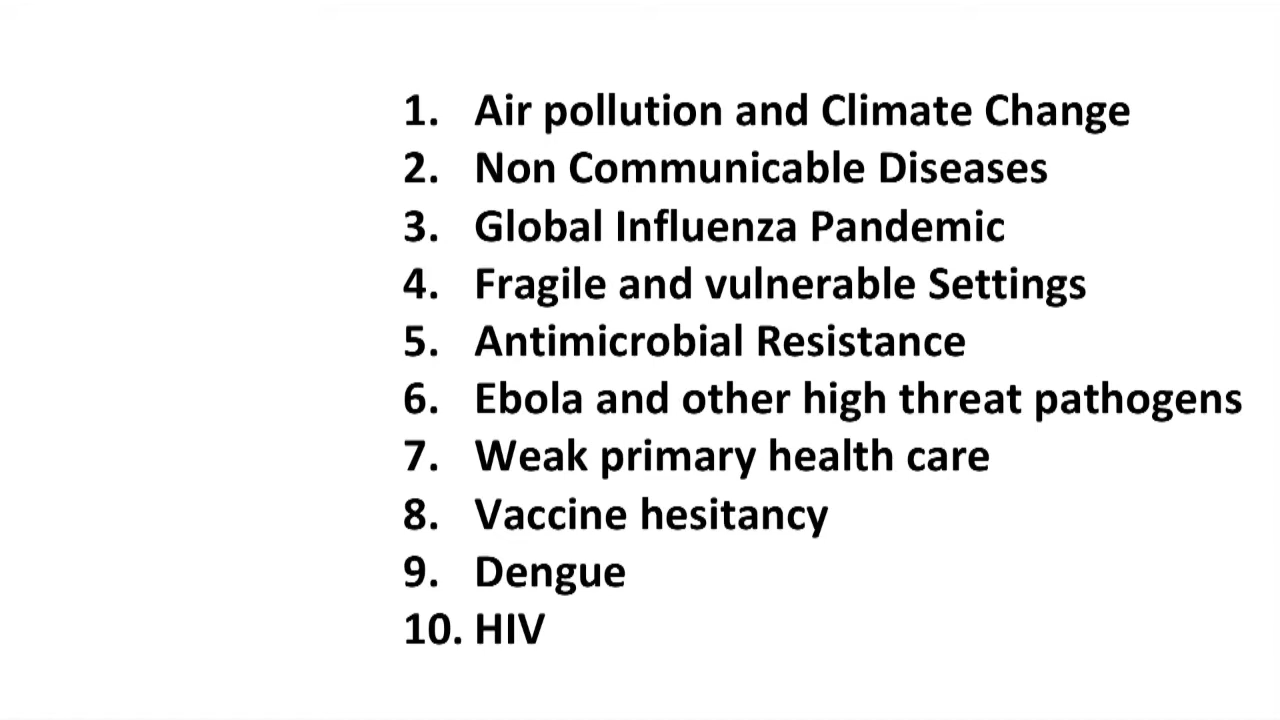 1. Air pollution and Climate Change
2. Non Communicable Diseases
3. Global Influenza Pandemic
4. Fragile and vulnerable Settings
5. Antimicrobial Resistance
6. Ebola and other high threat pathogens
7. Weak primary health care
8. Vaccine hesitancy
9. Dengue
10. HIV